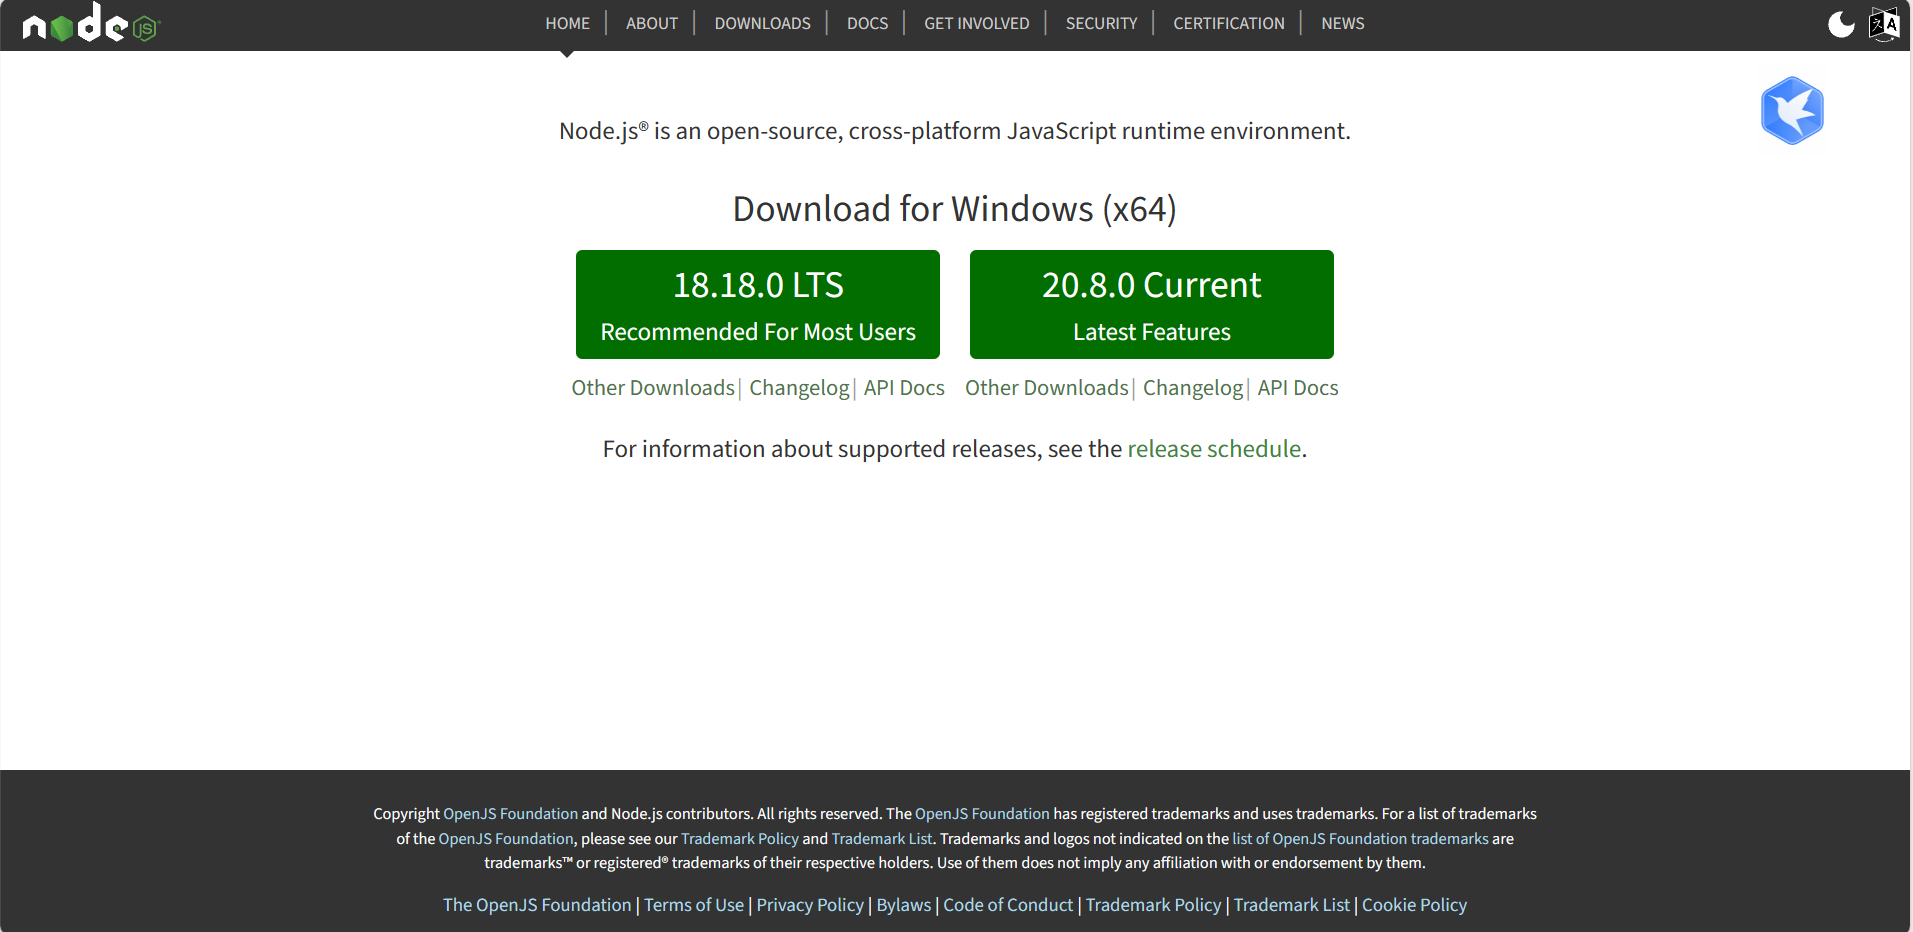 node JS
HOME | ABOUT | DOWNLOADS | DOCS | GET INVOLVED | SECURITY | CERTIFICATION | NEWS
Node.js® is an open-source, cross-platform JavaScript runtime environment.
Download for Windows (x64)
18.18.0 LTS
Recommended For Most Users
20.8.0 Current
Latest Features
Other Downloads | Changelog | API Docs
Other Downloads | Changelog | API Docs
For information about supported releases, see the release schedule.
Copyright OpenJS Foundation and Node.js contributors. All rights reserved. The OpenJS Foundation has registered trademarks and uses trademarks. For a list of trademarks
of the OpenJS Foundation, please see our Trademark Policy and Trademark List. Trademarks and logos not indicated on the list of OpenJS Foundation trademarks are
trademarks™ or registered® trademarks of their respective holders. Use of them does not imply any affiliation with or endorsement by them.
The OpenJS Foundation | Terms of Use | Privacy Policy | Bylaws | Code of Conduct | Trademark Policy | Trademark List | Cookie Policy